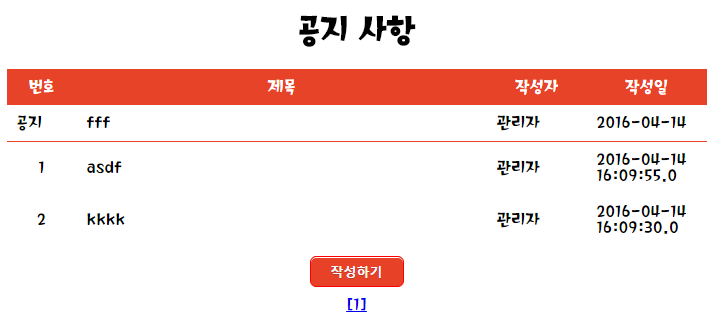 공지 사항
번호 제목 작성자 작성일
공지 fff 관리자 2016-04-14
1 asdf 관리자 2016-04-14
16:09:55.0
2 kkkk 관리자 2016-04-14
16:09:30.0
작성하기
[1]